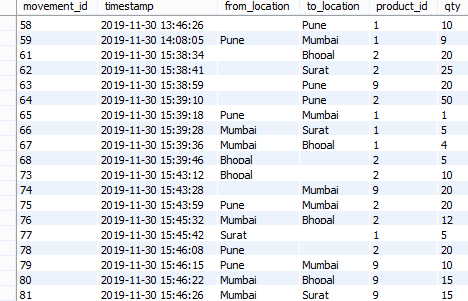 movement_id timestamp from_location to_location product_id qty
58 2019-11-30 13:46:26 Pune 1 10
59 2019-11-30 14:08:05 Pune Mumbai 1 9
61 2019-11-30 15:38:34 Bhopal 2 20
62 2019-11-30 15:38:41 Surat 2 25
63 2019-11-30 15:38:59 Pune 9 20
64 2019-11-30 15:39:10 Pune 2 50
65 2019-11-30 15:39:18 Pune Mumbai 1 1
66 2019-11-30 15:39:28 Mumbai Surat 1 5
67 2019-11-30 15:39:36 Mumbai Bhopal 1 4
68 2019-11-30 15:39:46 Bhopal 2 5
73 2019-11-30 15:43:12 Bhopal 2 10
74 2019-11-30 15:43:28 Mumbai 9 20
75 2019-11-30 15:43:59 Pune Mumbai 2 20
76 2019-11-30 15:45:32 Mumbai Bhopal 2 12
77 2019-11-30 15:45:42 Surat 1 5
78 2019-11-30 15:46:08 Pune 2 20
79 2019-11-30 15:46:15 Pune Mumbai 9 10
80 2019-11-30 15:46:22 Mumbai Bhopal 9 15
81 2019-11-30 15:46:26 Mumbai Surat 9 15